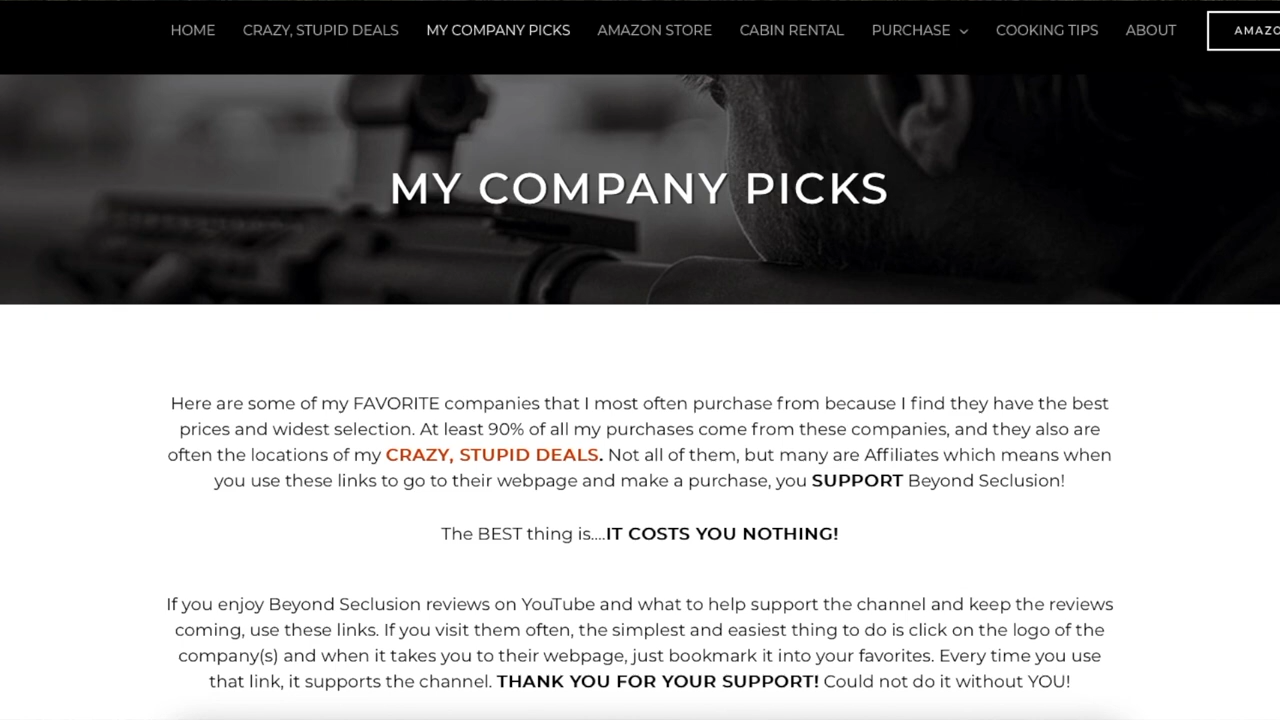 HOME CRAZY, STUPID DEALS MY COMPANY PICKS AMAZON STORE CABIN RENTAL PURCHASE COOKING TIPS ABOUT
MY COMPANY PICKS
Here are some of my FAVORITE companies that I most often purchase from because I find they have the best
prices and widest selection. At least 90% of all my purchases come from these companies, and they also are
often the locations of my CRAZY, STUPID DEALS. Not all of them, but many are Affiliates which means when
you use these links to go to their webpage and make a purchase, you SUPPORT Beyond Seclusion!
The BEST thing is....IT COSTS YOU NOTHING!
If you enjoy Beyond Seclusion reviews on YouTube and what to help support the channel and keep the reviews
coming, use these links. If you visit them often, the simplest and easiest thing to do is click on the logo of the
company(s) and when it takes you to their webpage, just bookmark it into your favorites. Every time you use
that link, it supports the channel. THANK YOU FOR YOUR SUPPORT! Could not do it without YOU!